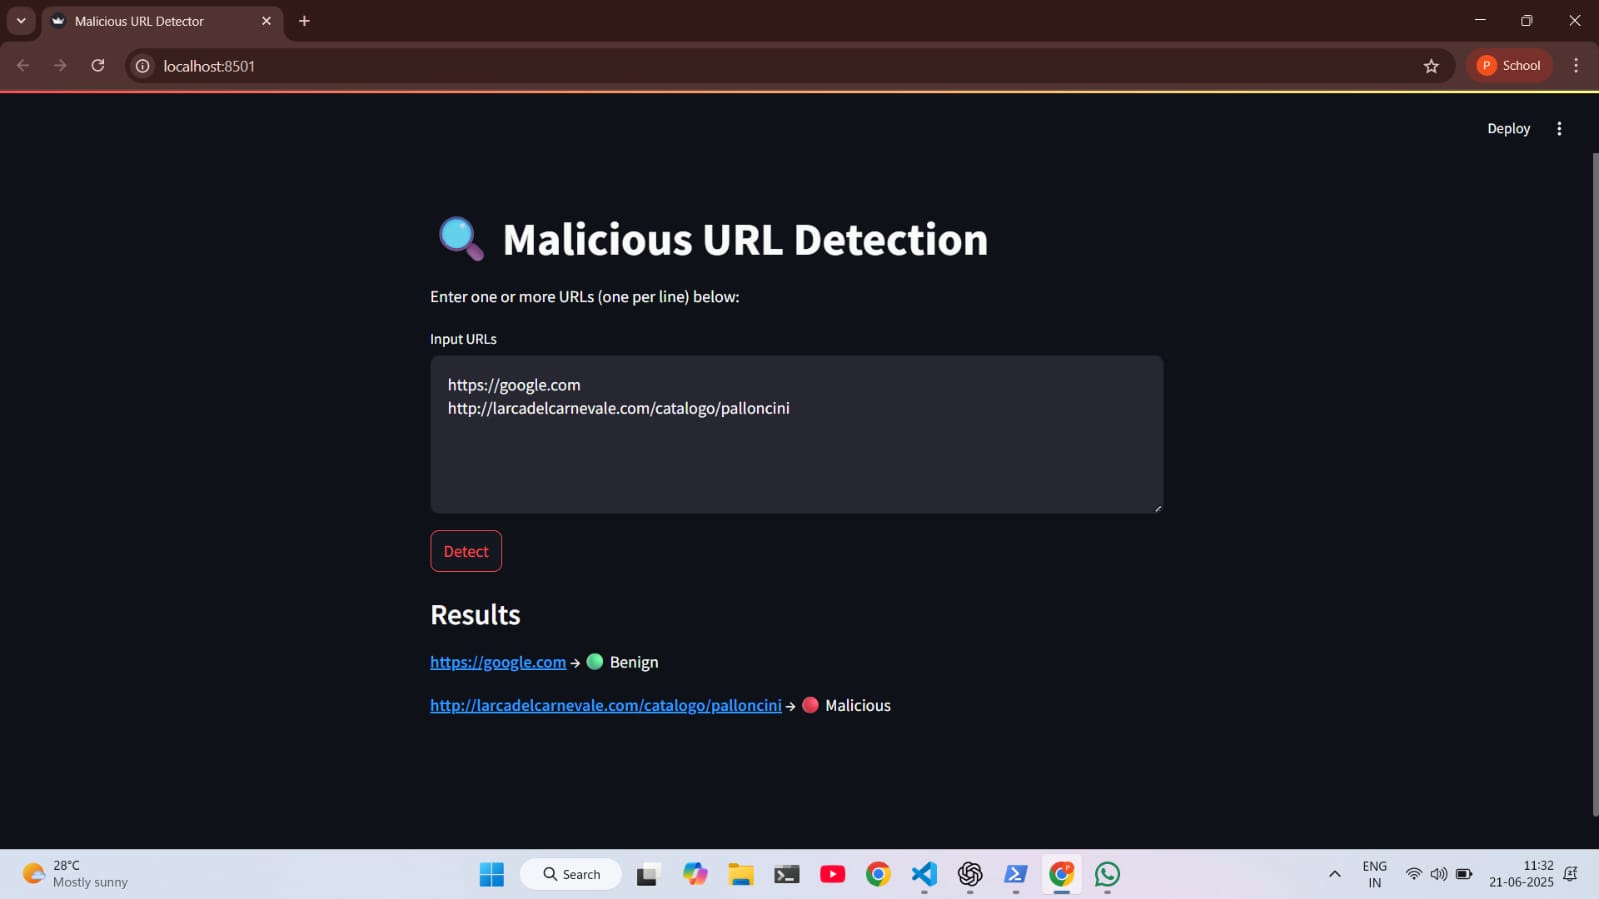 Malicious URL Detector
localhost:8501
P School
Deploy
Malicious URL Detection
Enter one or more URLs (one per line) below:
Input URLs
https://google.com
http://larcadelcarnevale.com/catalogo/palloncini
Detect
Results
https://google.com → Benign
http://larcadelcarnevale.com/catalogo/palloncini → Malicious
28°C
Mostly sunny
Search
ENG
IN
11:32
21-06-2025